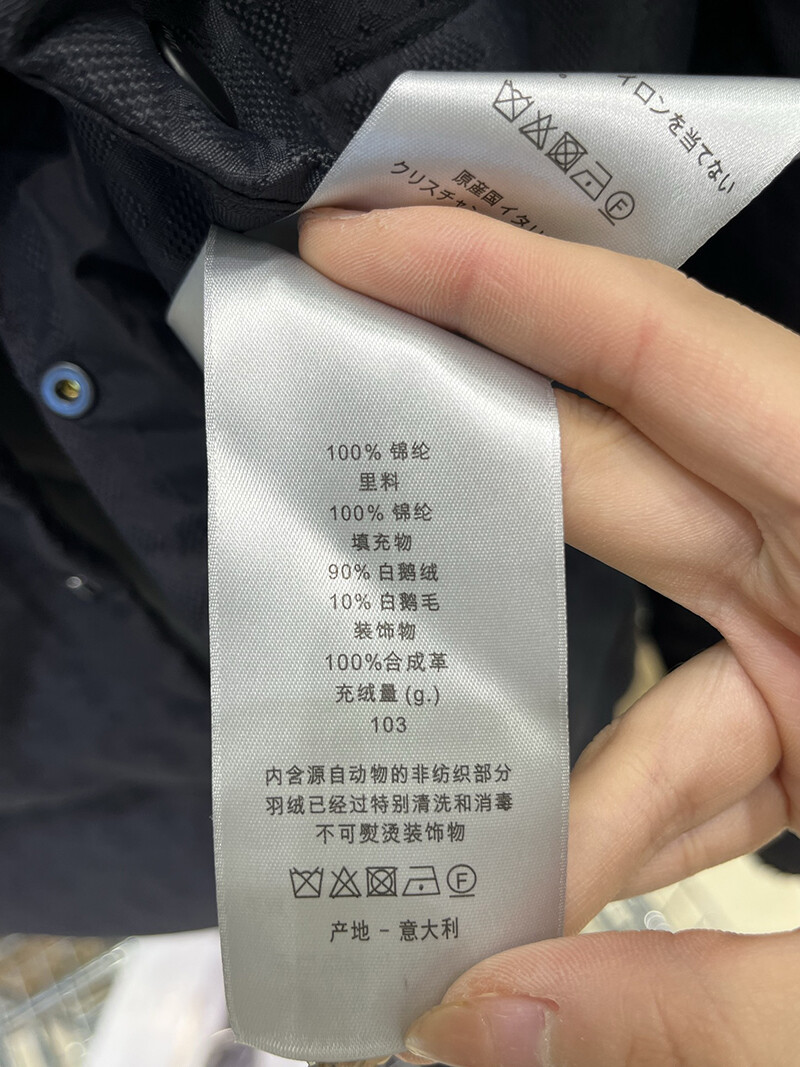 イロンを当てない
F
原産国イタリ
クリスチャン
100% 锦纶
里料
100% 锦纶
填充物
90% 白鹅绒
10% 白鹅毛
装饰物
100%合成革
充绒量 (g.)
103
内含源自动物的非纺织部分
羽绒已经过特别清洗和消毒
不可熨烫装饰物
F
产地 – 意大利